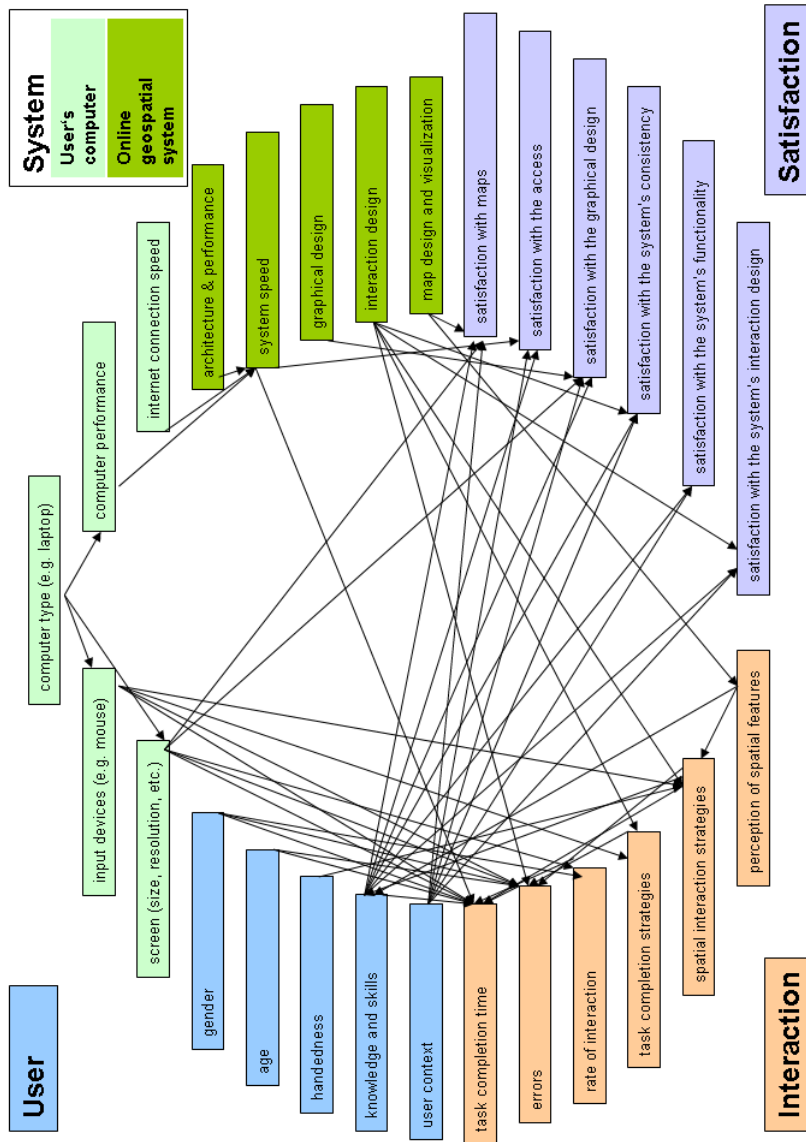 User
System
User's
computer
Online
geospatial
system
computer type (e.g. laptop)
input devices (e.g. mouse)
computer performance
screen (size, resolution, etc.)
internet connection speed
gender
architecture & performance
age
system speed
handedness
graphical design
knowledge and skills
interaction design
user context
map design and visualization
task completion time
satisfaction with maps
errors
satisfaction with the access
rate of interaction
satisfaction with the graphical design
task completion strategies
satisfaction with the system's consistency
spatial interaction strategies
satisfaction with the system's functionality
perception of spatial features
satisfaction with the system's interaction design
Interaction
Satisfaction